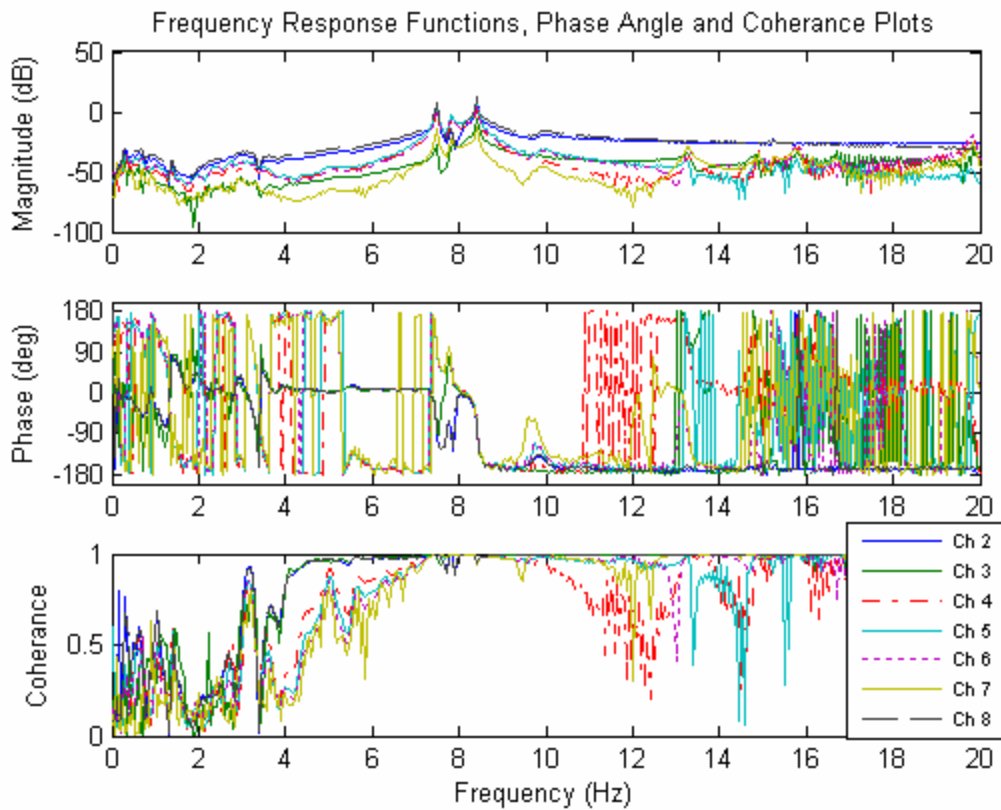 Frequency Response Functions, Phase Angle and Coherance Plots
Magnitude (dB)
50
0
-50
-100
0 2 4 6 8 10 12 14 16 18 20
Phase (deg)
180
90
0
-90
-180
0 2 4 6 8 10 12 14 16 18 20
Coherance
1
0.5
0
0 2 4 6 8 10 12 14 16 18 20
Frequency (Hz)
Ch 2
Ch 3
Ch 4
Ch 5
Ch 6
Ch 7
Ch 8